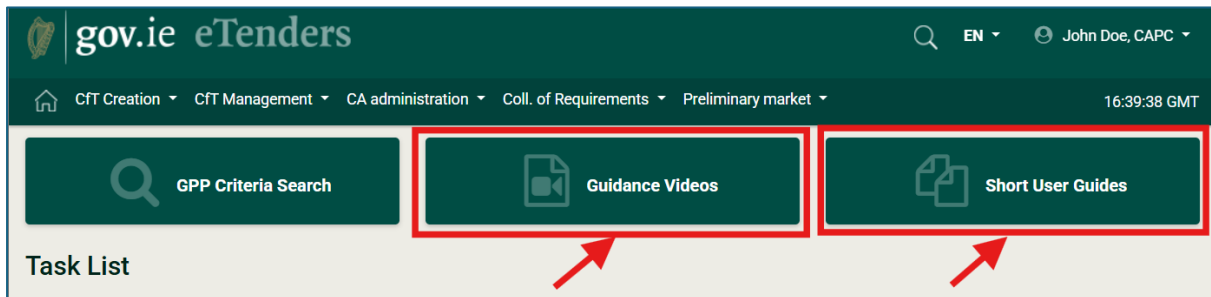 gov.ie eTenders
EN
John Doe, CAPC
CfT Creation CfT Management CA administration Coll. of Requirements Preliminary market
16:39:38 GMT
GPP Criteria Search
Guidance Videos
Short User Guides
Task List